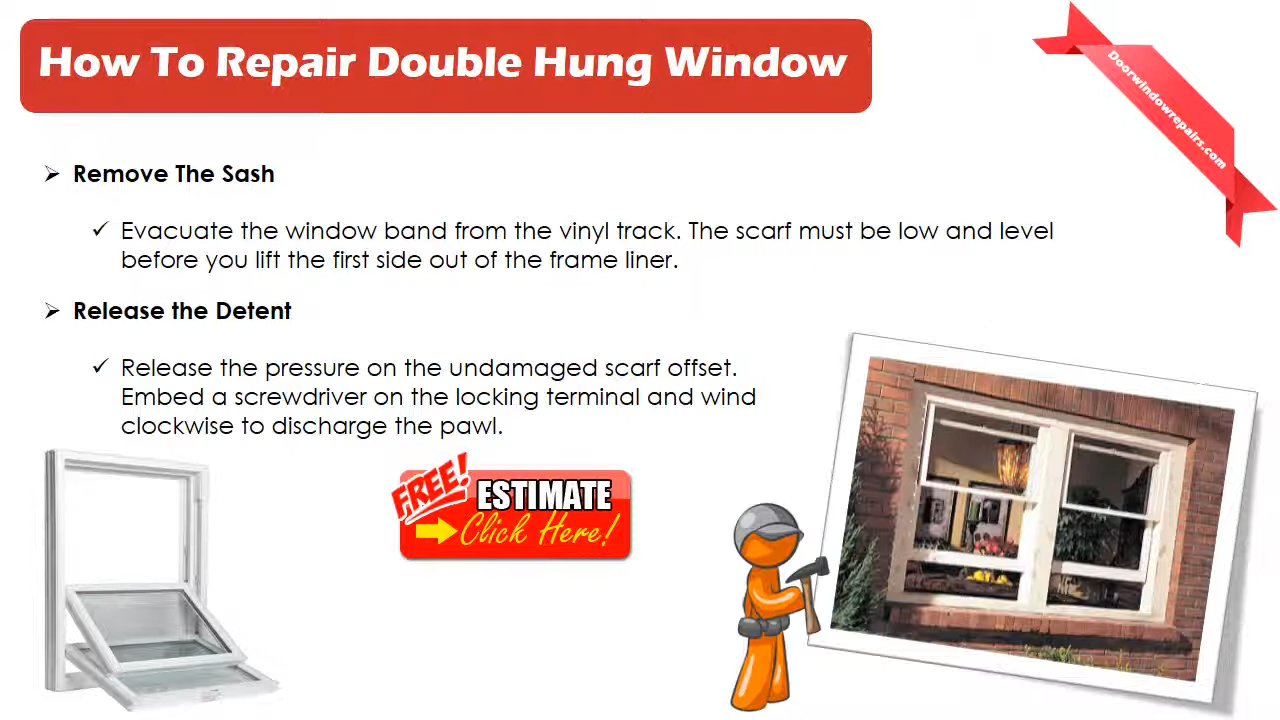 How To Repair Double Hung Window
Doorwindowrepairs.com
Remove The Sash
Evacuate the window band from the vinyl track. The scarf must be low and level
before you lift the first side out of the frame liner.
Release the Detent
Release the pressure on the undamaged scarf offset.
Embed a screwdriver on the locking terminal and wind
clockwise to discharge the pawl.
FREE!
ESTIMATE
Click Here!